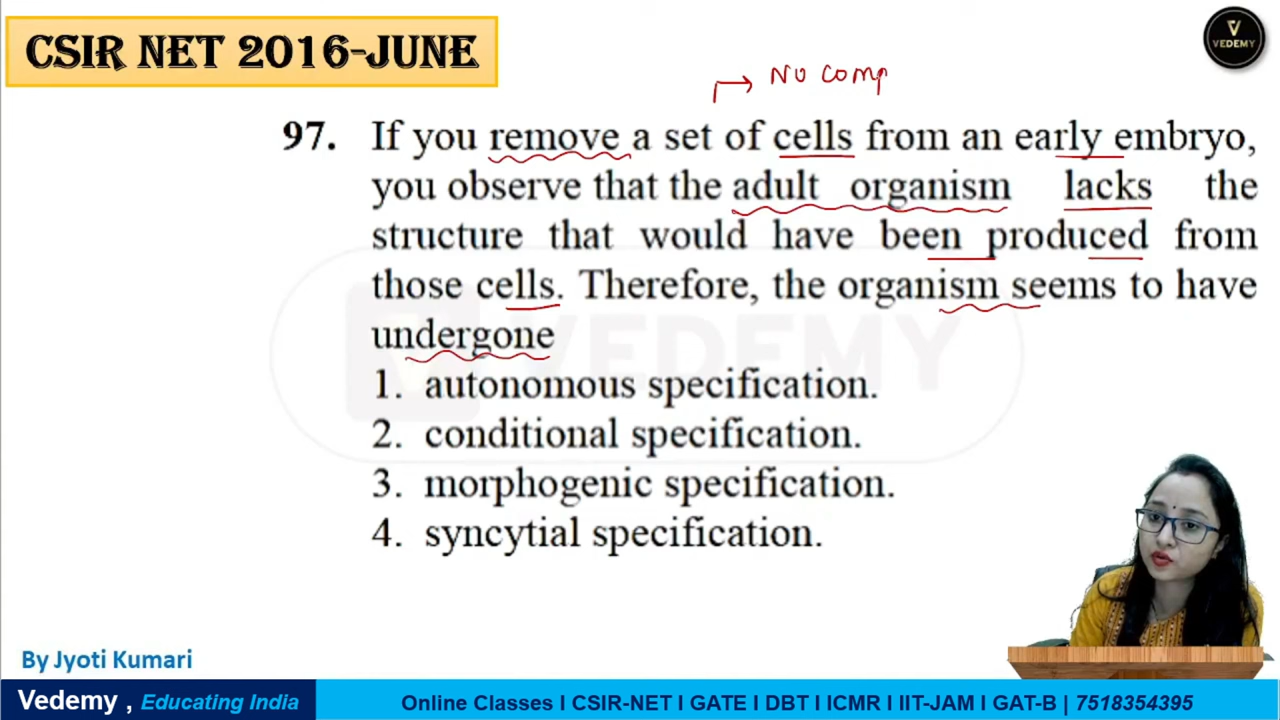 CSIR NET 2016-JUNE
VEDEMY
No comp
97. If you remove a set of cells from an early embryo,
you observe that the adult organism lacks the
structure that would have been produced from
those cells. Therefore, the organism seems to have
undergone
VEDEMY
1. autonomous specification.
2. conditional specification.
3. morphogenic specification.
4. syncytial specification.
By Jyoti Kumari
Vedemy , Educating India
Online Classes I CSIR-NET I GATE I DBT I ICMR I IIT-JAM I GAT-B | 7518354395